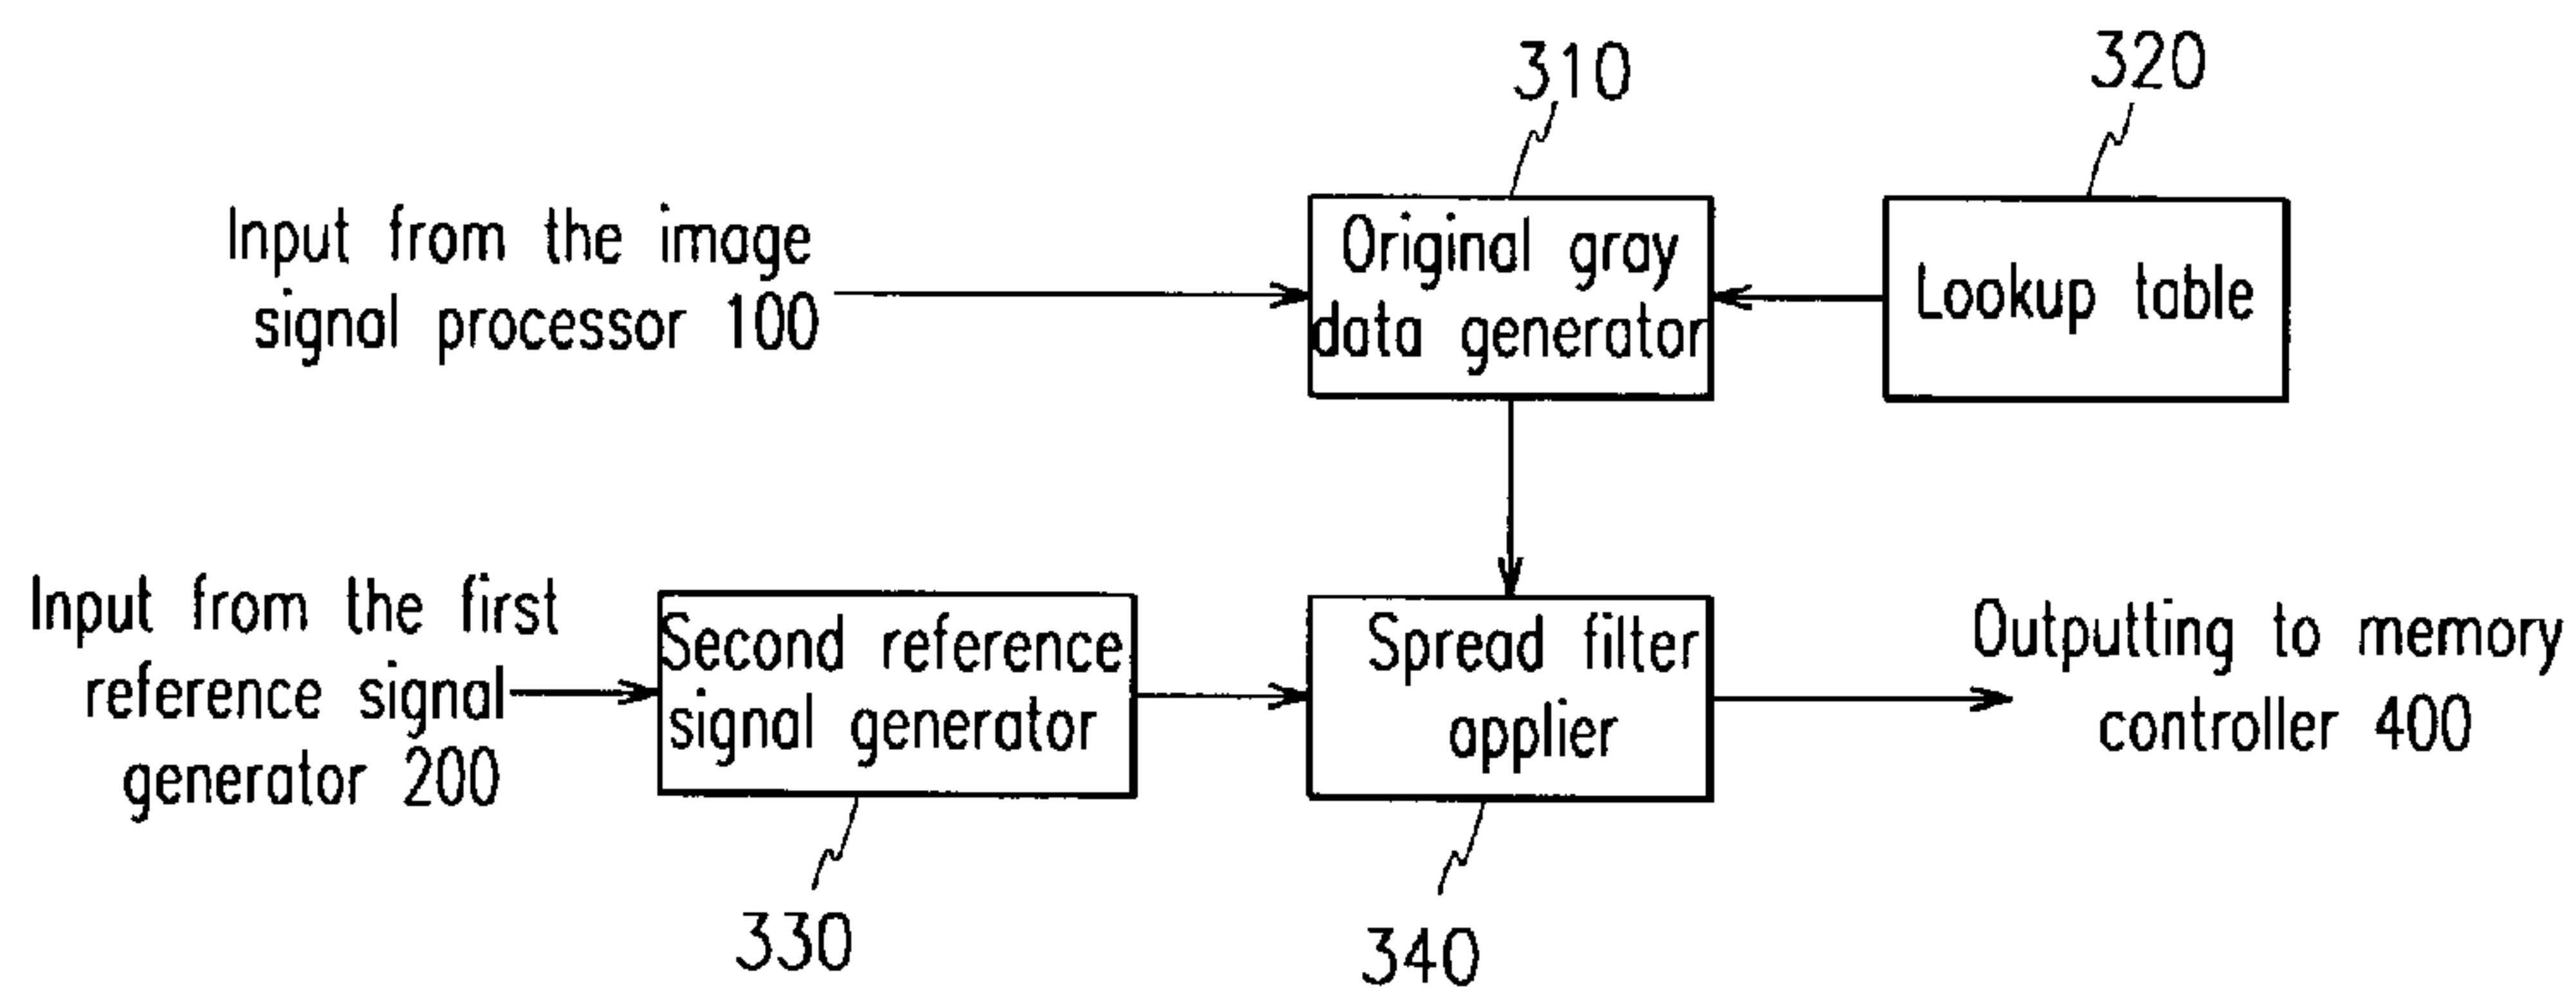 310
320
Input from the image
signal processor 100
Original gray
data generator
Lookup table
Input from the first
reference signal
generator 200
Second reference
signal generator
Spread filter
applier
Outputting to memory
controller 400
330
340